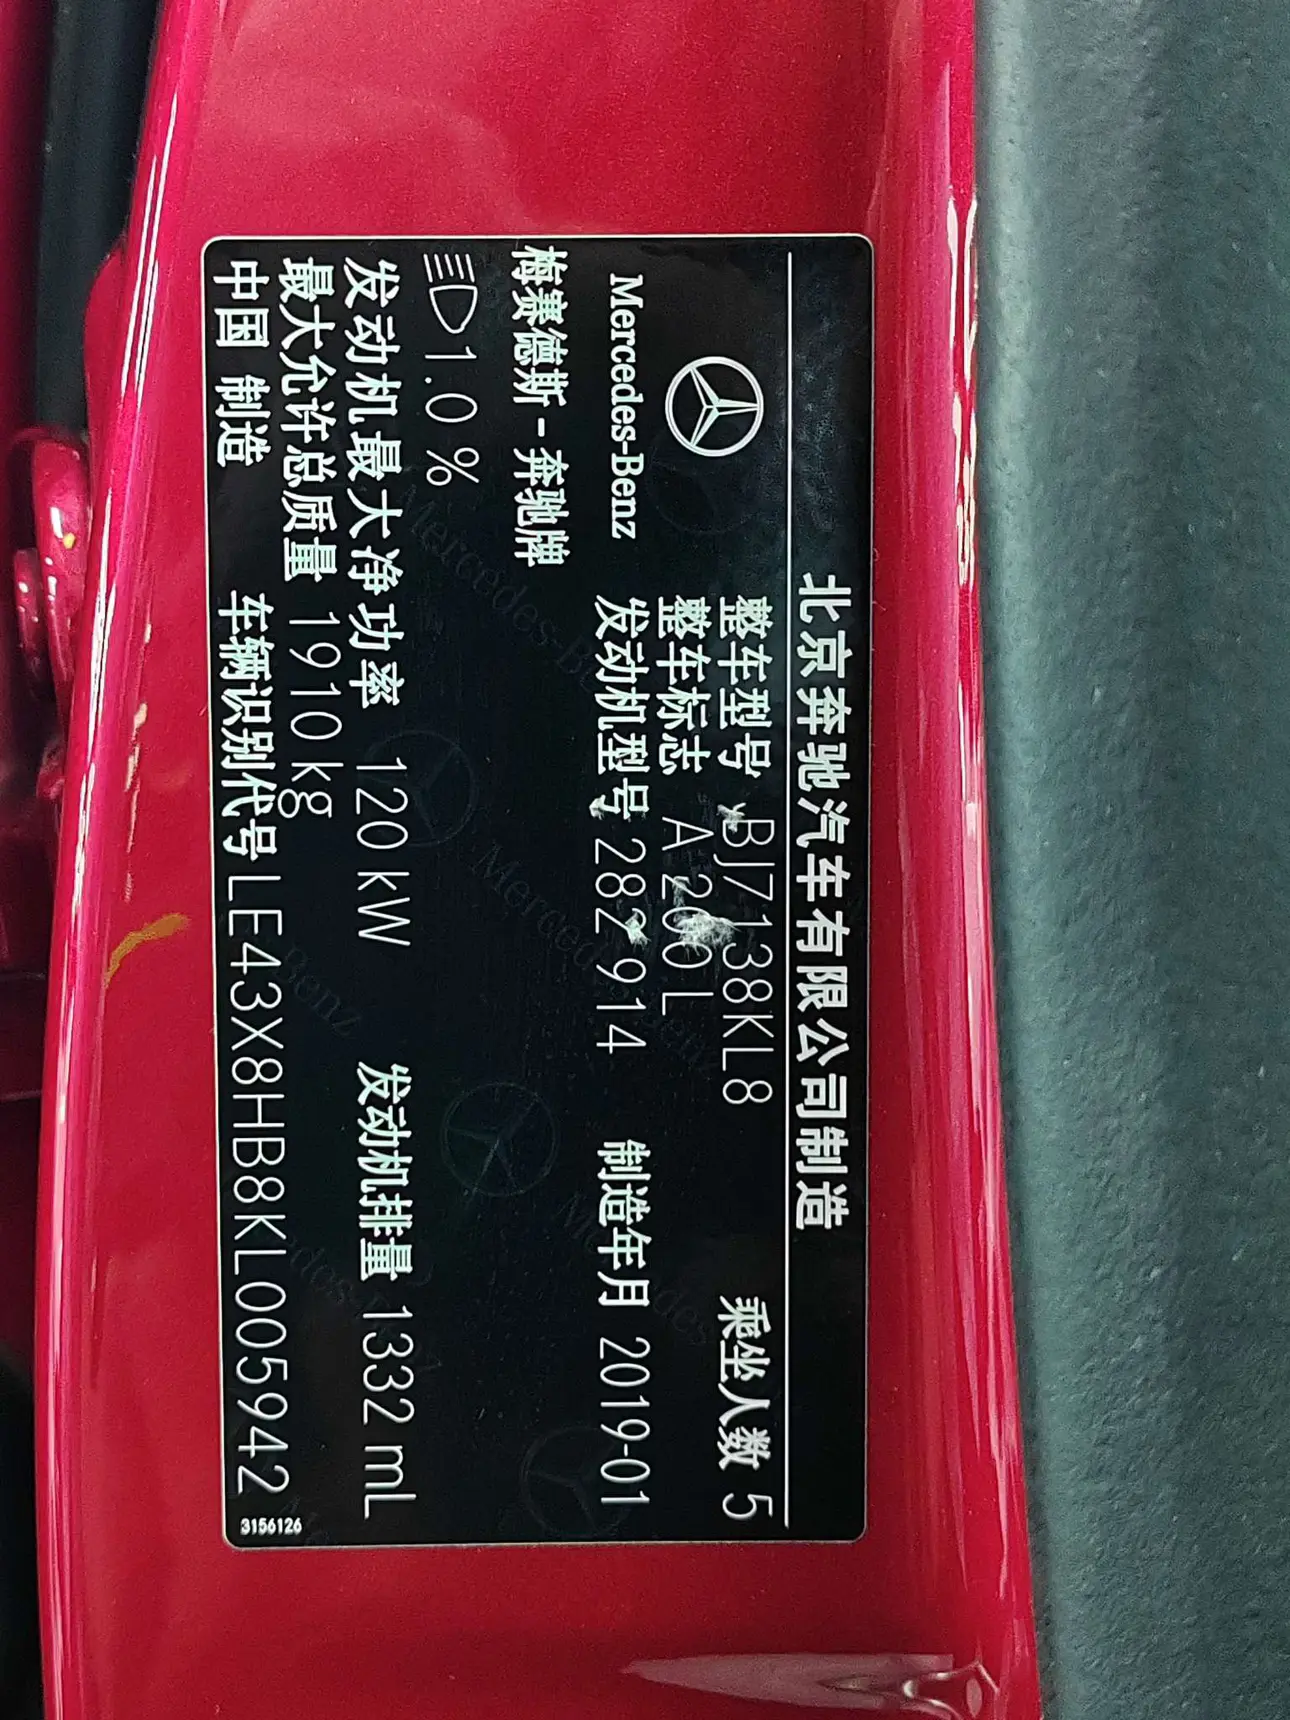 北京奔驰汽车有限公司制造
整车型号 BJ7138KL8 乘坐人数 5
整车标志 A 200 L
Mercedes-Benz 发动机型号 282 914 制造年月 2019-01
梅赛德斯-奔驰牌
1.0 %
发动机最大净功率 120 kW 发动机排量 1332 mL
最大允许总质量 1910 kg
中国 制造 车辆识别代号 LE43X8HB8KL005942
3156126